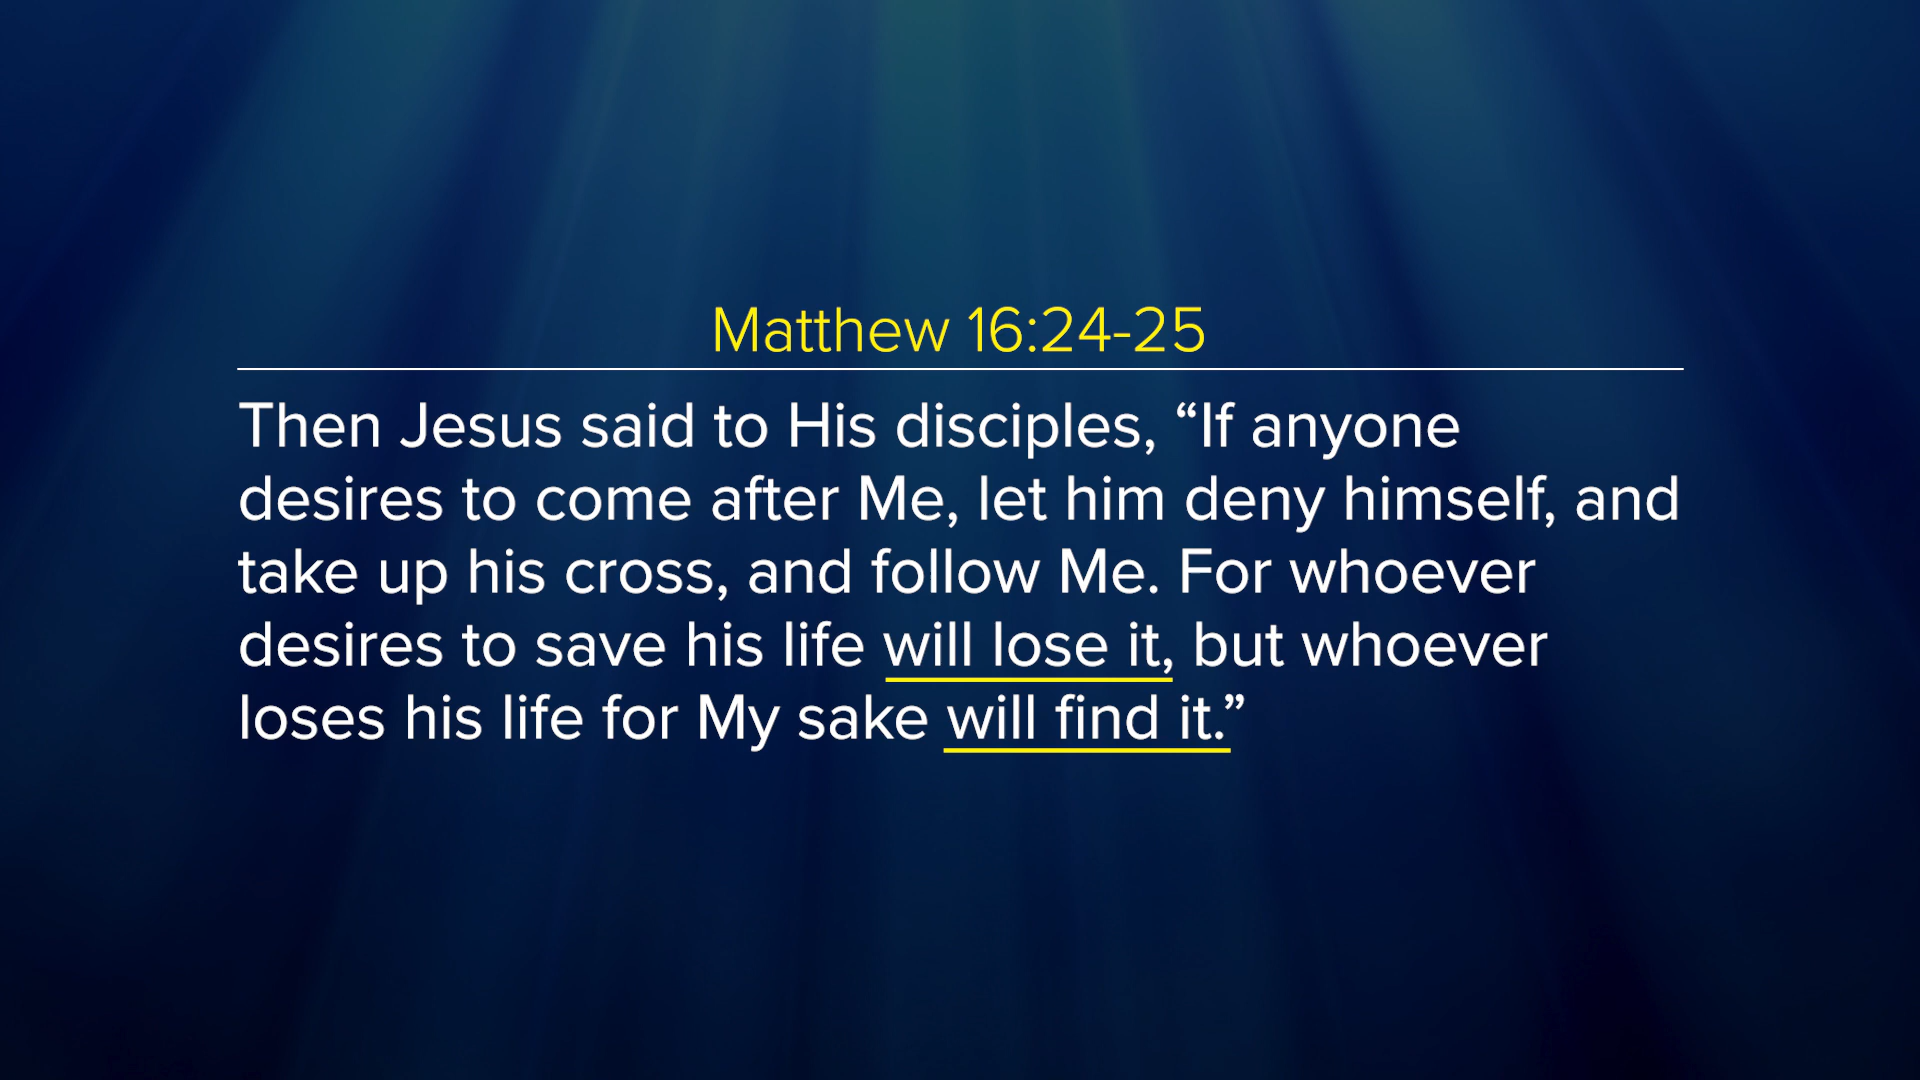 Matthew 16:24-25
Then Jesus said to His disciples, “If anyone
desires to come after Me, let him deny himself, and
take up his cross, and follow Me. For whoever
desires to save his life will lose it, but whoever
loses his life for My sake will find it.”